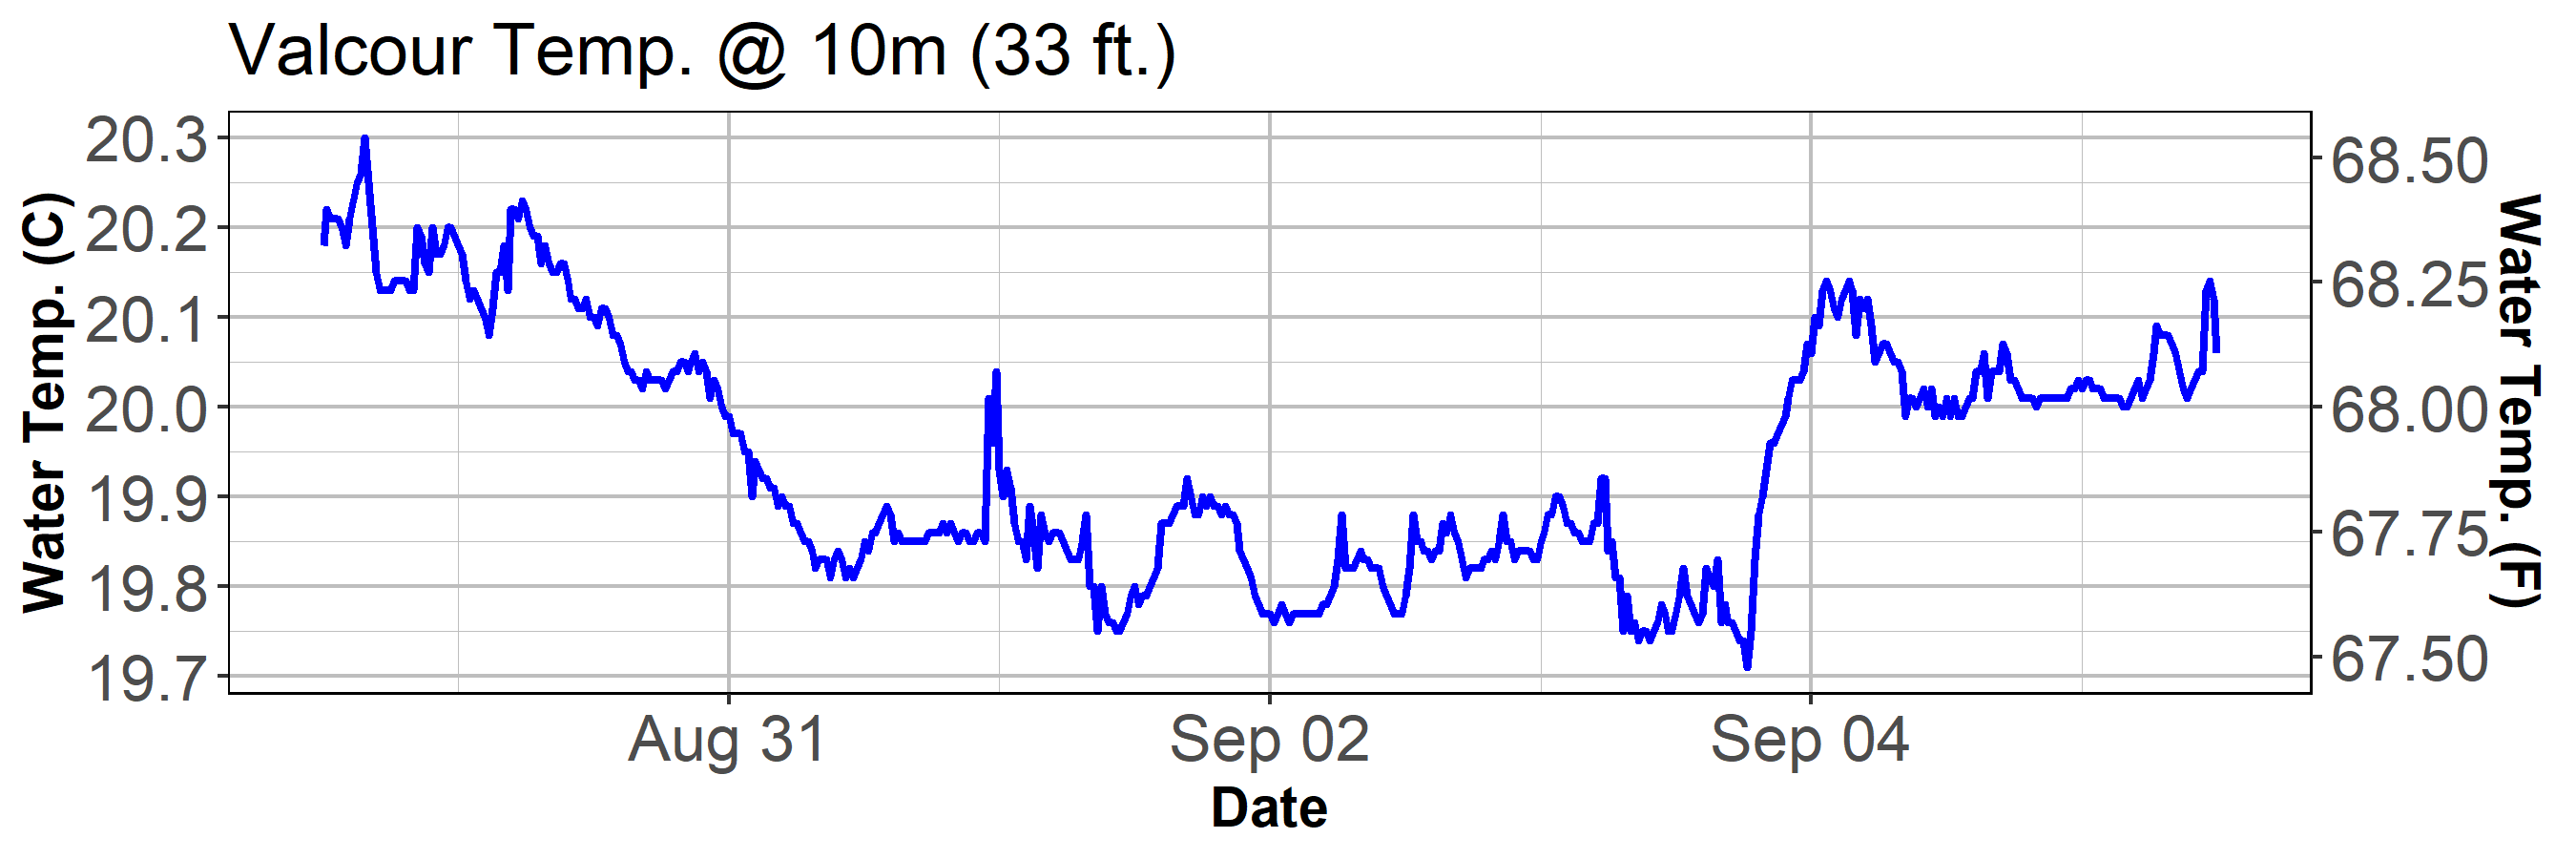 Valcour Temp. @ 10m (33 ft.)
Water Temp. (C)
20.3
20.2
20.1
20.0
19.9
19.8
19.7
68.50
68.25
68.00
67.75
67.50
Water Temp. (F)
Aug 31
Sep 02
Sep 04
Date